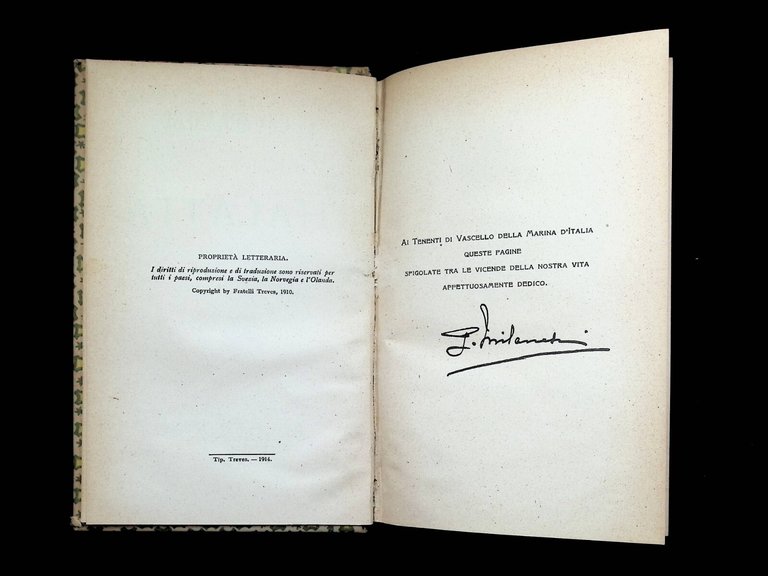 PROPRIETÀ LETTERARIA.
I diritti di riproduzione e di traduzione sono riservati per
tutti i paesi, compresi la Svezia, la Norvegia e l'Olanda.
Copyright by Fratelli Treves, 1910.
Tip. Treves. — 1914.
AI TENENTI DI VASCELLO DELLA MARINA D'ITALIA
QUESTE PAGINE
SPIGOLATE TRA LE VICENDE DELLA NOSTRA VITA
AFFETTUOSAMENTE DEDICO.
G. Milanesi